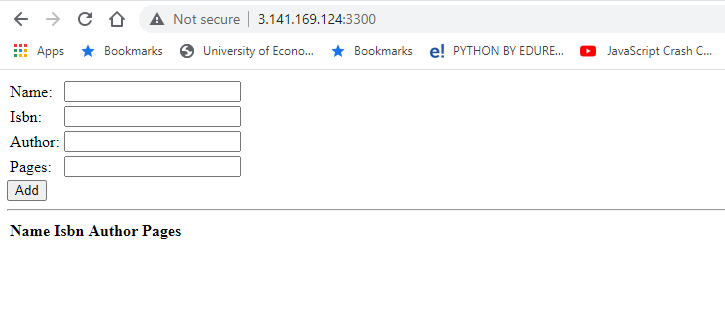 Not secure 3.141.169.124:3300
Apps Bookmarks University of Econo... Bookmarks e! PYTHON BY EDURE... JavaScript Crash C...
Name:
Isbn:
Author:
Pages:
Add
Name Isbn Author Pages